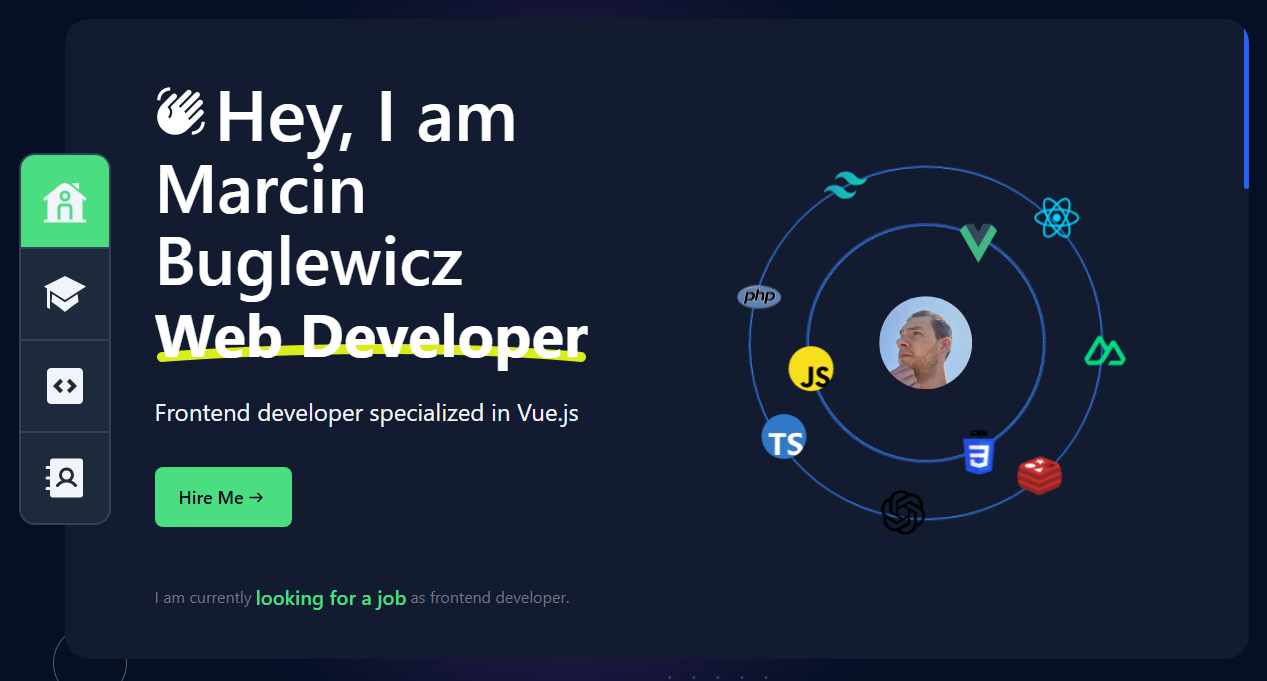 Hey, I am
Marcin
Buglewicz
Web Developer
Frontend developer specialized in Vue.js
Hire Me →
I am currently looking for a job as frontend developer.
php
JS
TS
CSS
3